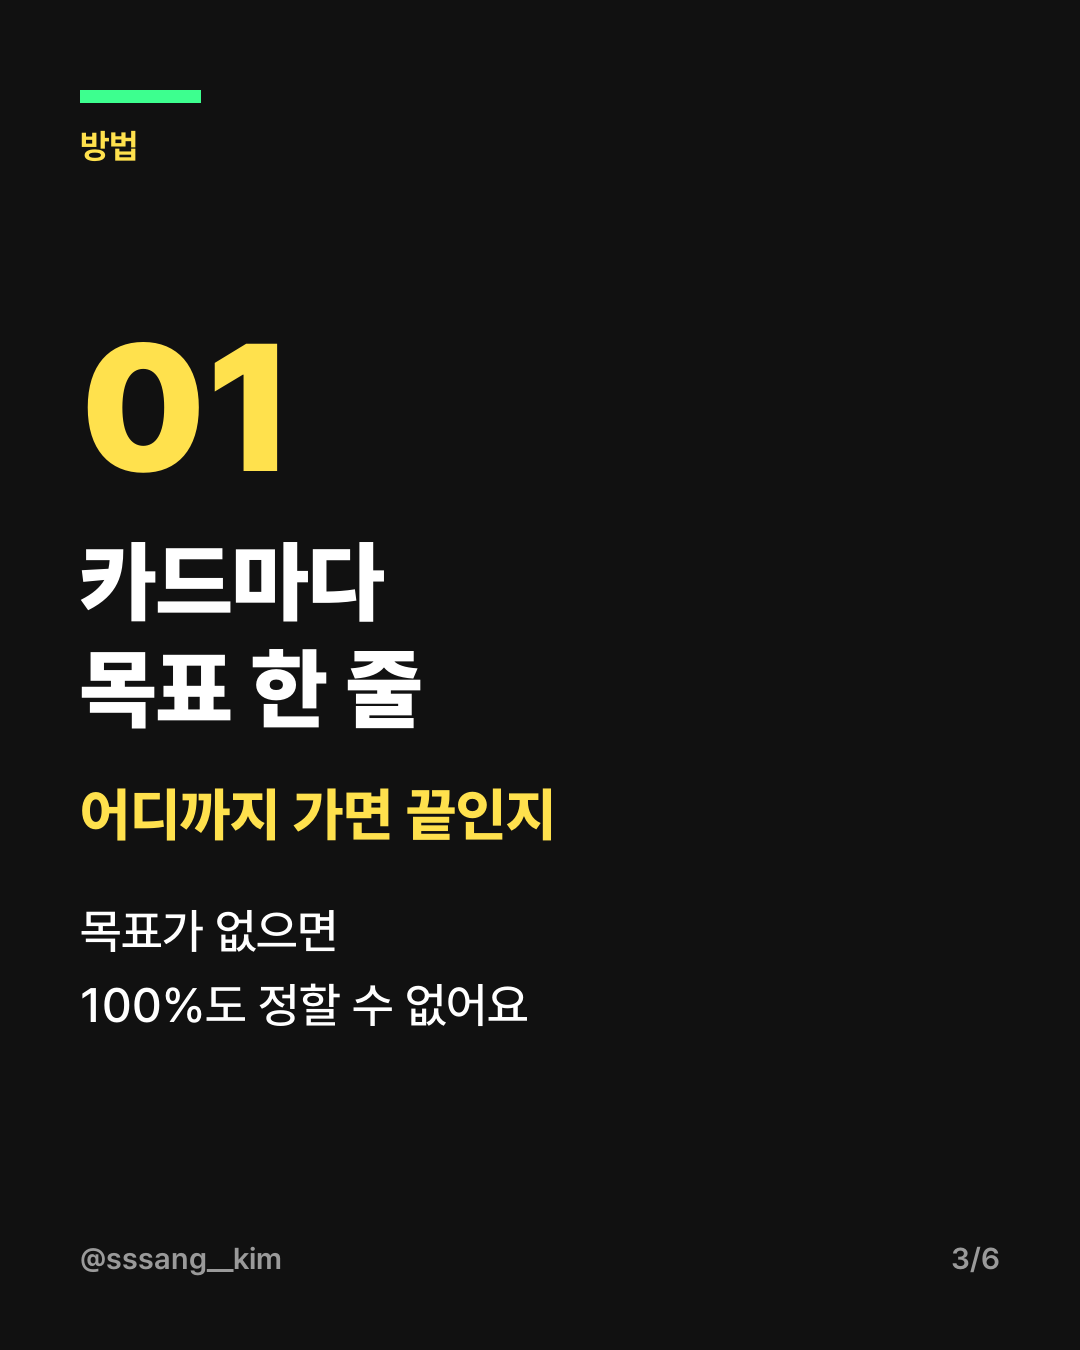 방법
01
카드마다
목표 한 줄
어디까지 가면 끝인지
목표가 없으면
100%도 정할 수 없어요
@sssang__kim
3/6